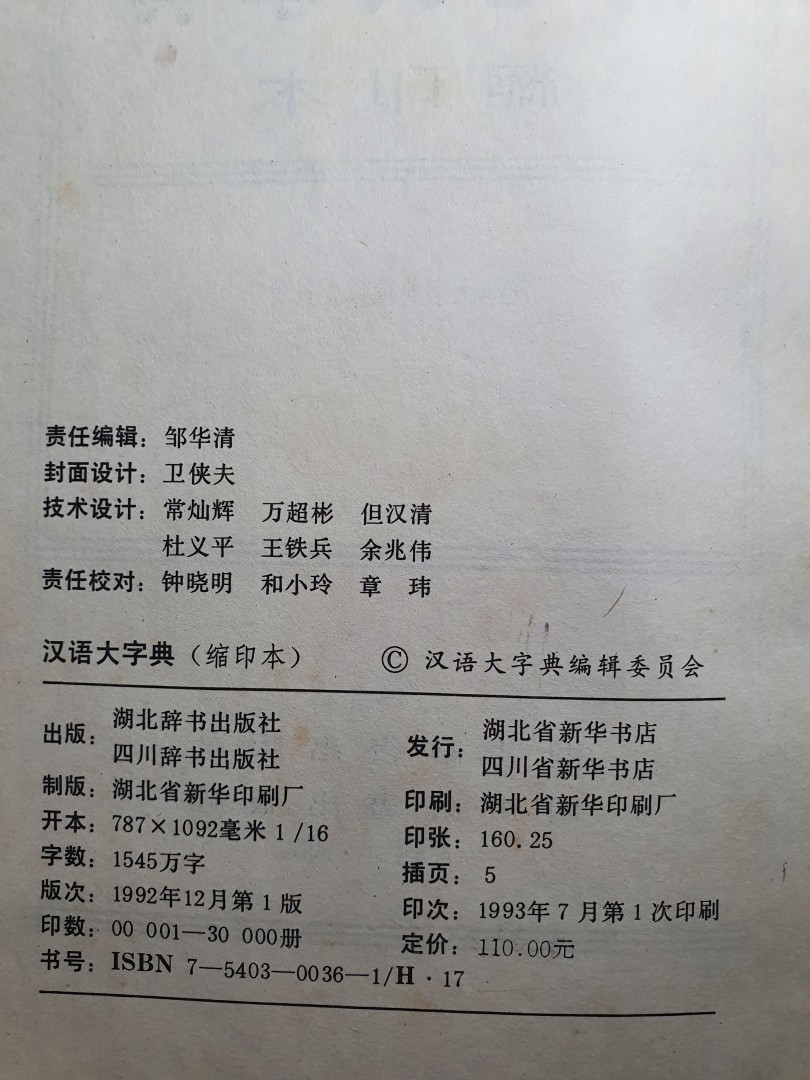 责任编辑：邹华清
封面设计：卫侠夫
技术设计：常灿辉 万超彬 但汉清
杜义平 王铁兵 余兆伟
责任校对：钟晓明 和小玲 章 玮
汉语大字典（缩印本） © 汉语大字典编辑委员会
出版：湖北辞书出版社
四川辞书出版社
发行：湖北省新华书店
四川省新华书店
制版：湖北省新华印刷厂
印刷：湖北省新华印刷厂
开本：787×1092毫米 1/16
印张：160.25
字数：1545万字
插页：5
版次：1992年12月第1版
印次：1993年7月第1次印刷
印数：00 001—30 000册
定价：110.00元
书号：ISBN 7—5403—0036—1/H·17